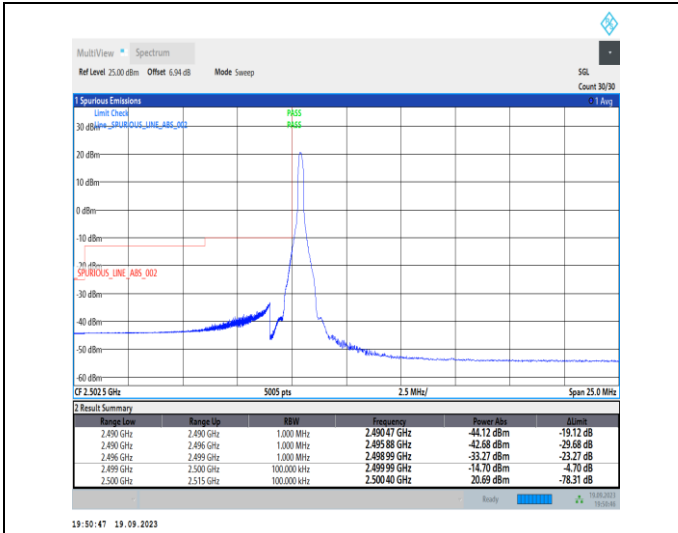 MultiView Spectrum
Ref Level 25.00 dBm Offset 6.94 dB Mode Sweep SGL
Count 30/30
1 Spurious Emissions 1 Avg
Limit Check PASS
Line _SPURIOUS_LINE_ABS_002 PASS
30 dBm
20 dBm
10 dBm
0 dBm
-10 dBm
-20 dBm
SPURIOUS_LINE_ABS_002
-30 dBm
-40 dBm
-50 dBm
-60 dBm
CF 2.502 5 GHz 5005 pts 2.5 MHz/ Span 25.0 MHz
2 Result Summary
Range Low Range Up RBW Frequency Power Abs ΔLimit
2.490 GHz 2.490 GHz 1.000 MHz 2.490 47 GHz -44.12 dBm -19.12 dB
2.490 GHz 2.496 GHz 1.000 MHz 2.495 88 GHz -42.68 dBm -29.68 dB
2.496 GHz 2.499 GHz 1.000 MHz 2.498 99 GHz -33.27 dBm -23.27 dB
2.499 GHz 2.500 GHz 100.000 kHz 2.499 99 GHz -14.70 dBm -4.70 dB
2.500 GHz 2.515 GHz 100.000 kHz 2.500 40 GHz 20.69 dBm -78.31 dB
Ready 19.09.2023
19:50:46
19:50:47 19.09.2023